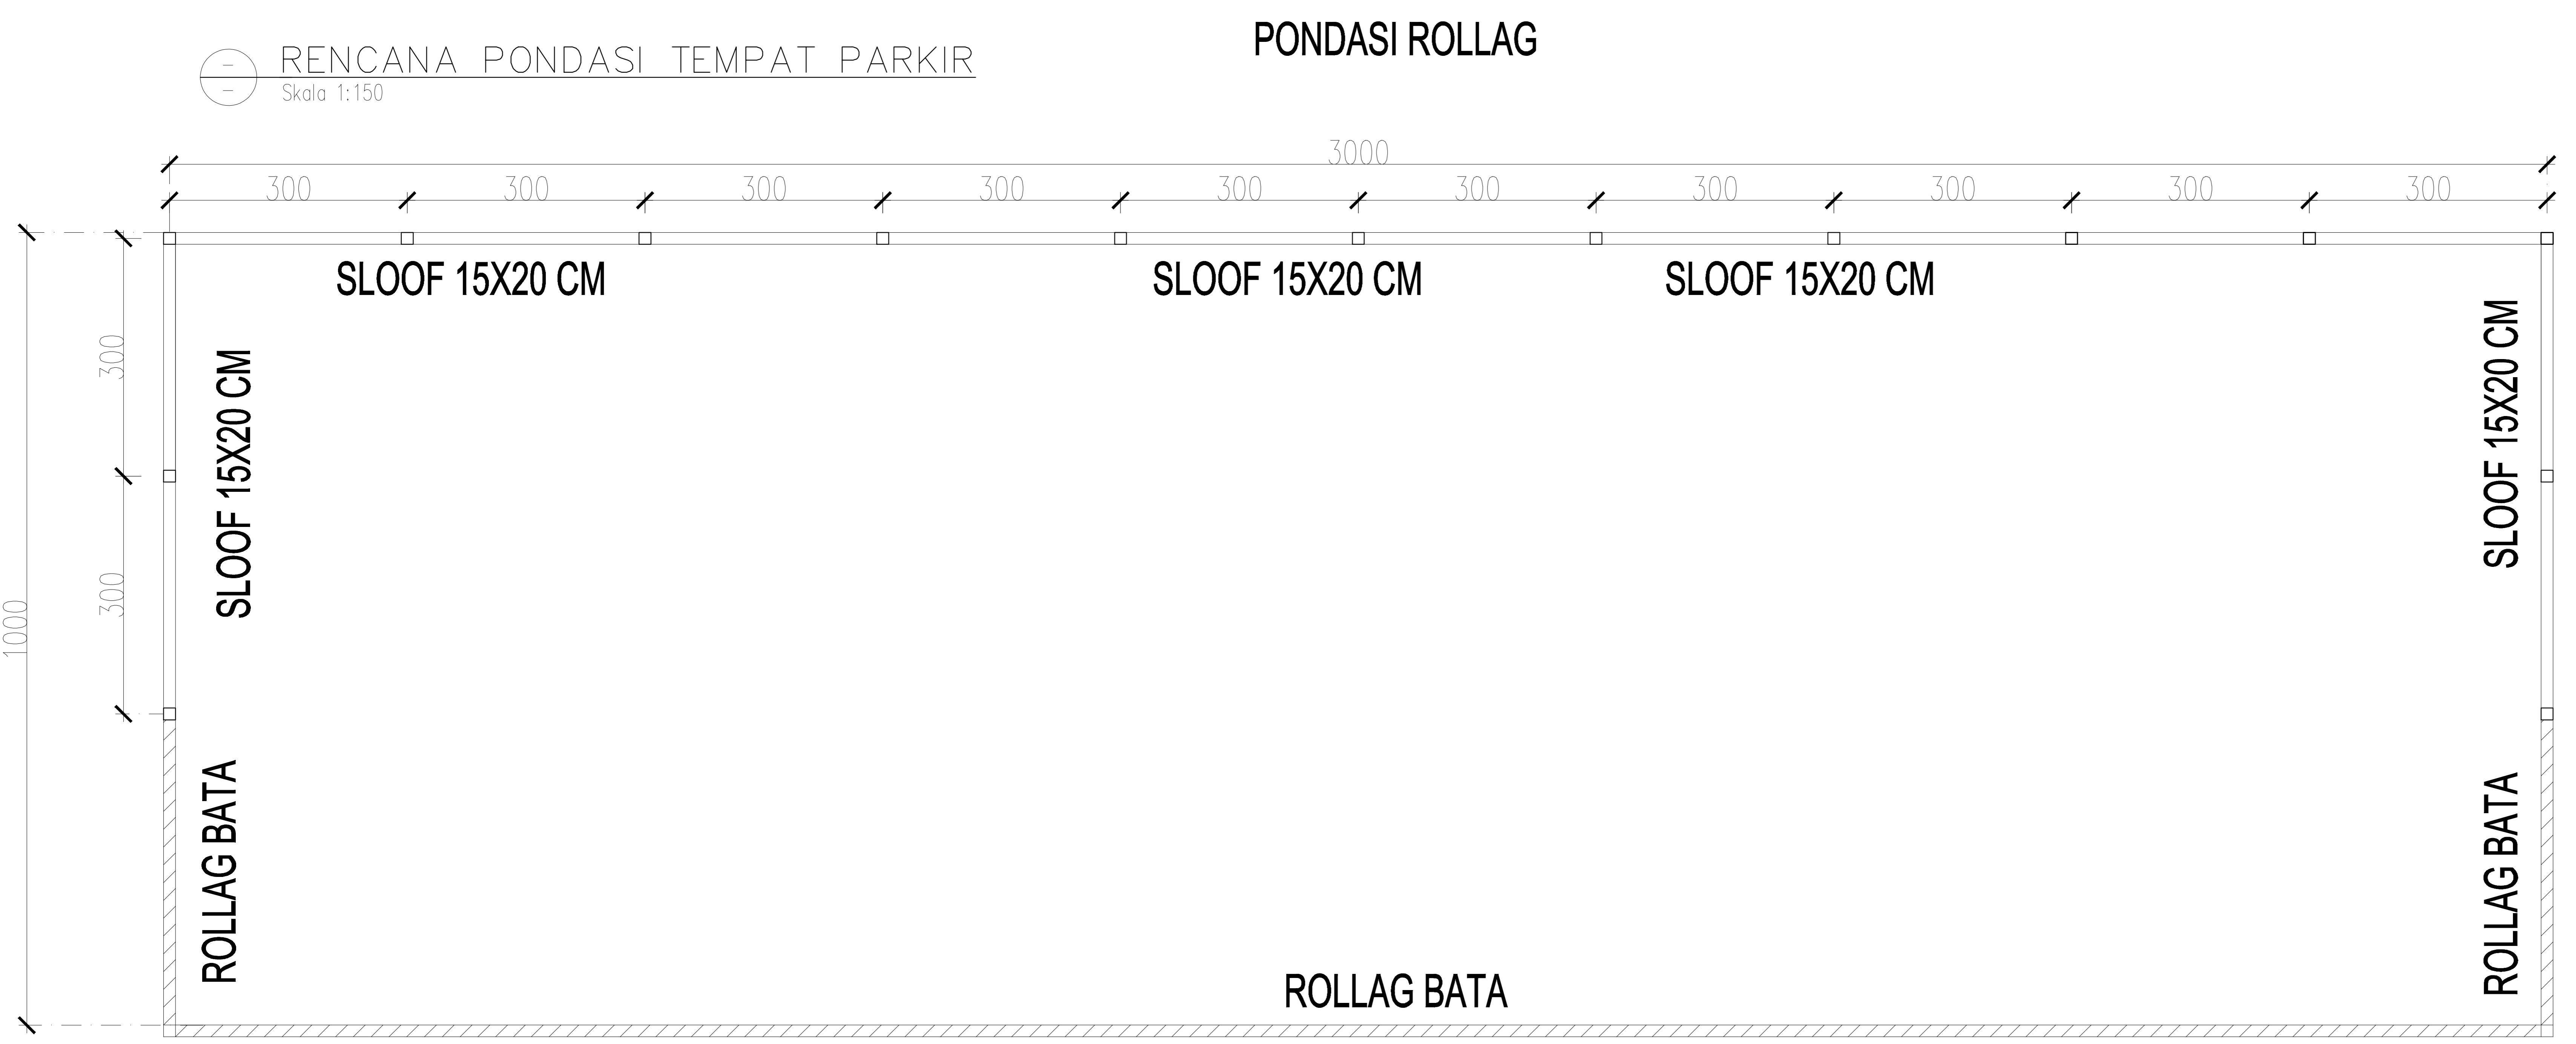 PONDASI ROLLAG
RENCANA PONDASI TEMPAT PARKIR
Skala 1:150
3000
300 300 300 300 300 300 300 300 300 300
SLOOF 15X20 CM SLOOF 15X20 CM SLOOF 15X20 CM
300
SLOOF 15X20 CM
SLOOF 15X20 CM
300
1000
ROLLAG BATA
ROLLAG BATA
ROLLAG BATA